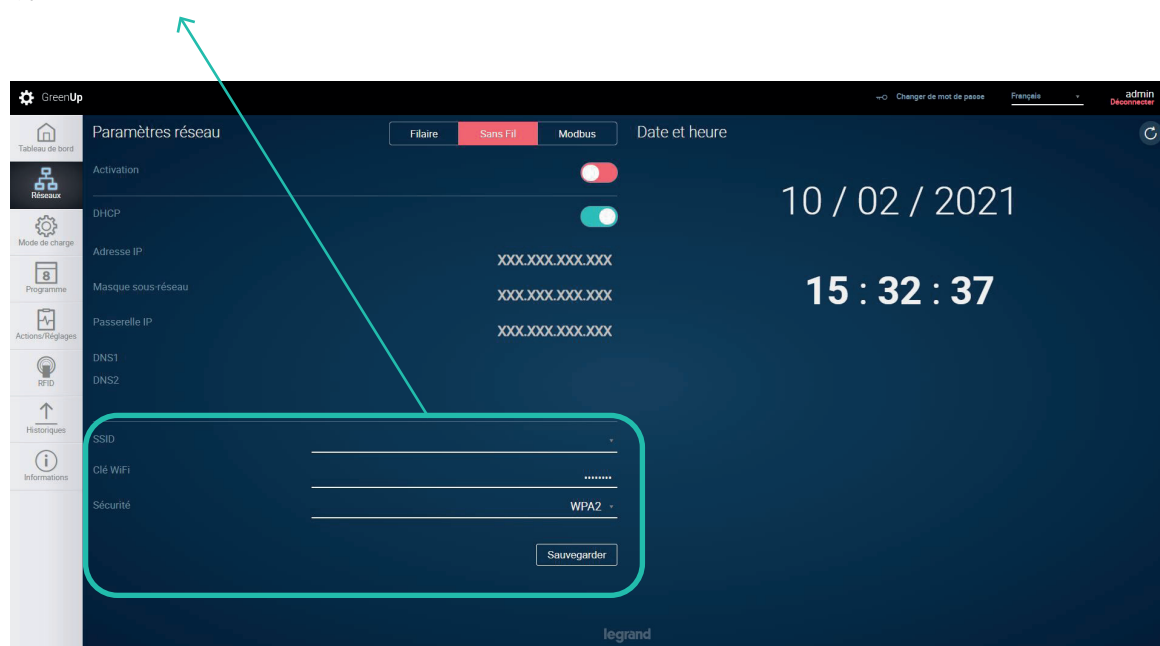 GreenUp
Changer de mot de passe
Français
admin
Déconnecter
Tableau de bord
Réseaux
Mode de charge
8
Programme
Actions/Réglages
RFID
Historiques
Informations
Paramètres réseau
Filaire
Sans Fil
Modbus
Activation
DHCP
Adresse IP
XXX.XXX.XXX.XXX
Masque sous-réseau
XXX.XXX.XXX.XXX
Passerelle IP
XXX.XXX.XXX.XXX
DNS1
DNS2
SSID
Clé WiFi
........
Sécurité
WPA2
Sauvegarder
Date et heure
10 / 02 / 2021
15 : 32 : 37
legrand